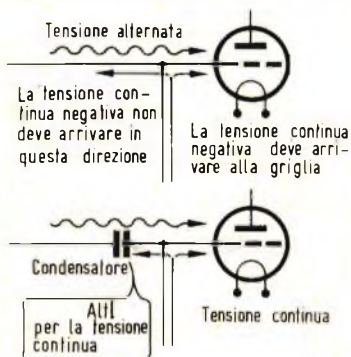 Tensione alternata
La tensione con-
tinua negativa non
deve arrivare in
questa direzione
La tensione continua
negativa deve arri-
vare alla griglia
Condensatore
Alt!
per la tensione
continua
Tensione continua